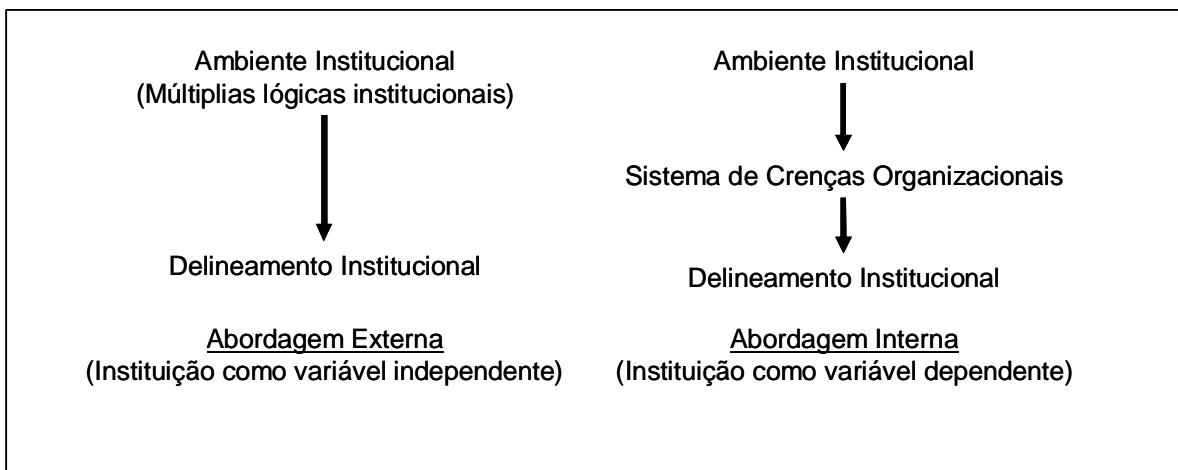 Ambiente Institucional
(Múltiplias lógicas institucionais)
Delineamento Institucional
Abordagem Externa
(Instituição como variável independente)
Ambiente Institucional
Sistema de Crenças Organizacionais
Delineamento Institucional
Abordagem Interna
(Instituição como variável dependente)